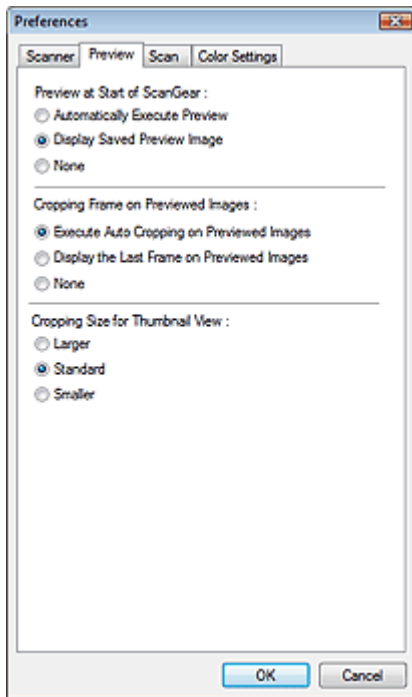 Preferences
Scanner Preview Scan Color Settings
Preview at Start of ScanGear :
Automatically Execute Preview
Display Saved Preview Image
None
Cropping Frame on Previewed Images :
Execute Auto Cropping on Previewed Images
Display the Last Frame on Previewed Images
None
Cropping Size for Thumbnail View :
Larger
Standard
Smaller
OK Cancel